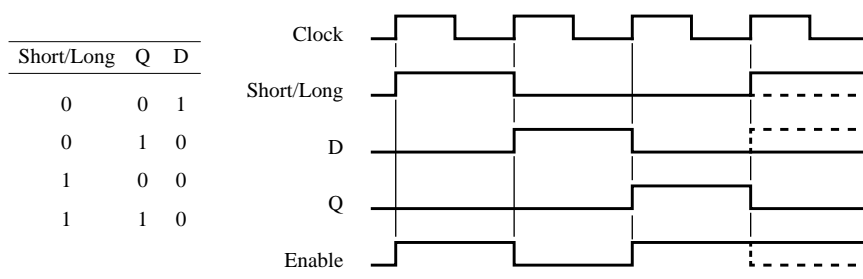 Short/Long Q D
0 0 1
0 1 0
1 0 0
1 1 0
Clock
Short/Long
D
Q
Enable